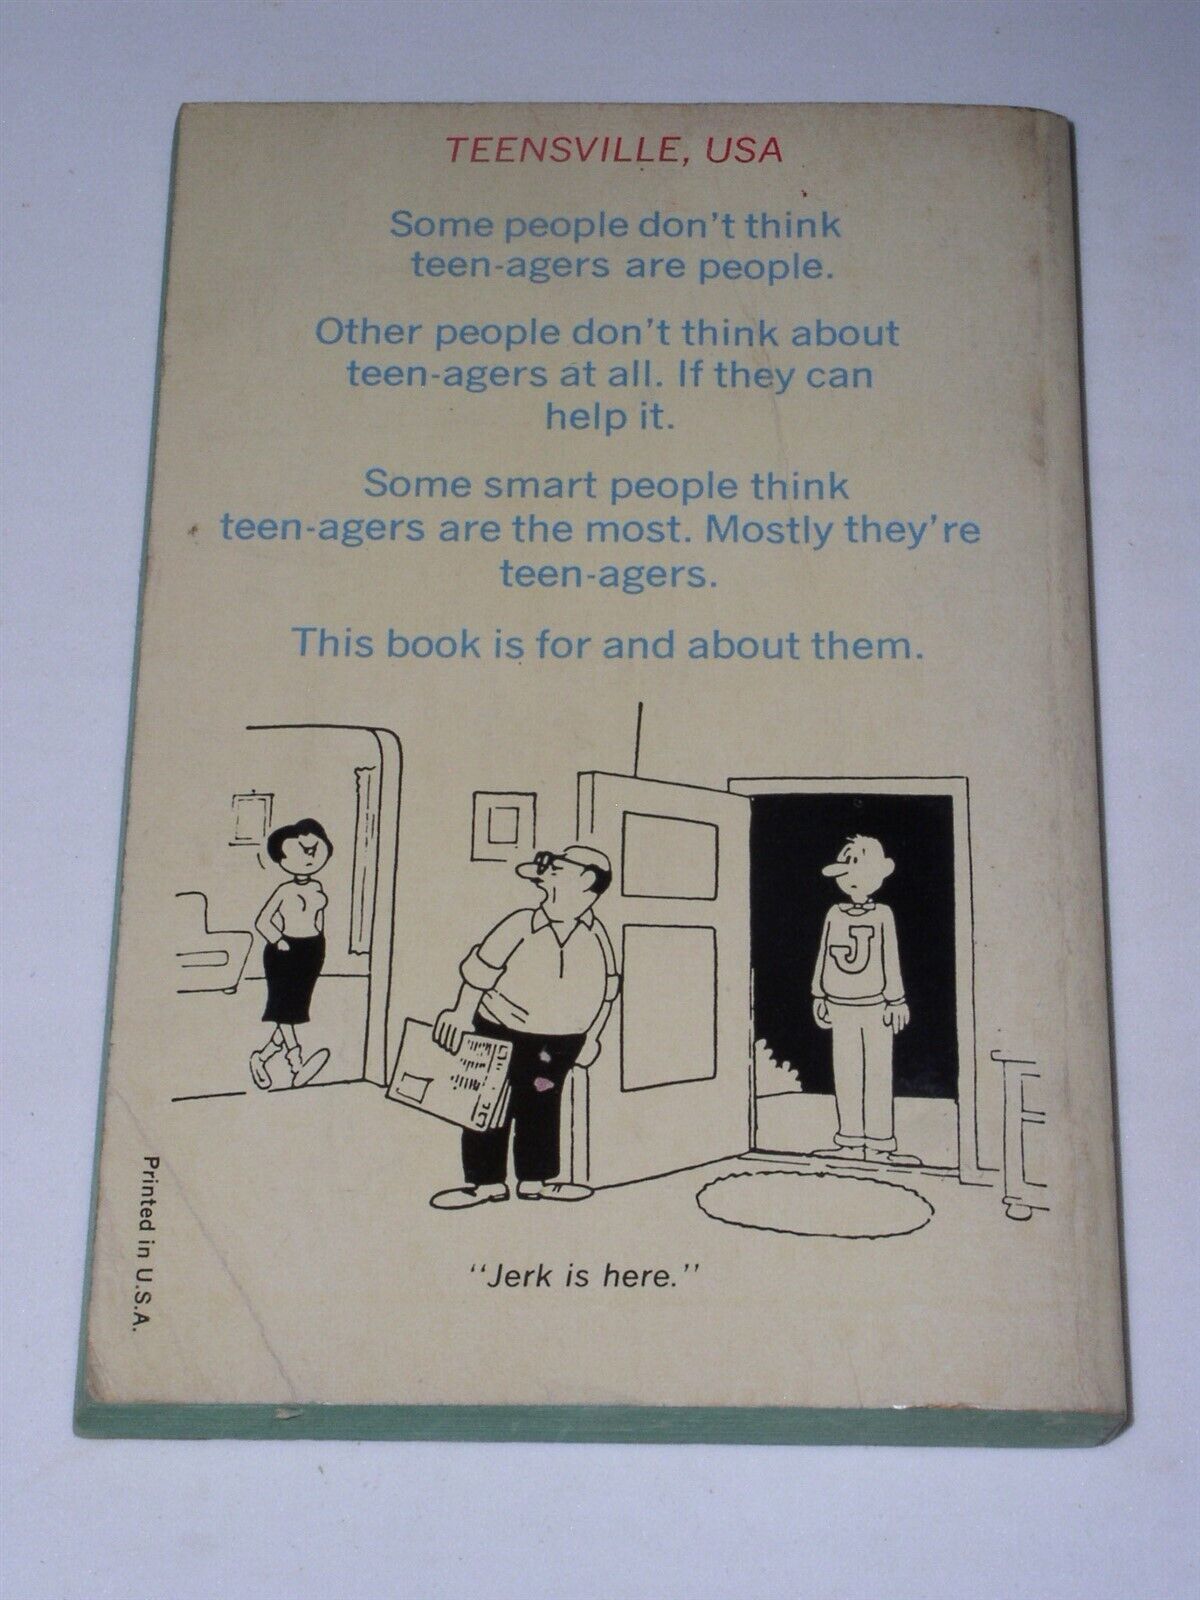 TEENSVILLE, USA
Some people don't think
teen-agers are people.
Other people don't think about
teen-agers at all. If they can
help it.
Some smart people think
teen-agers are the most. Mostly they're
teen-agers.
This book is for and about them.
J
"Jerk is here."
Printed in U.S.A.